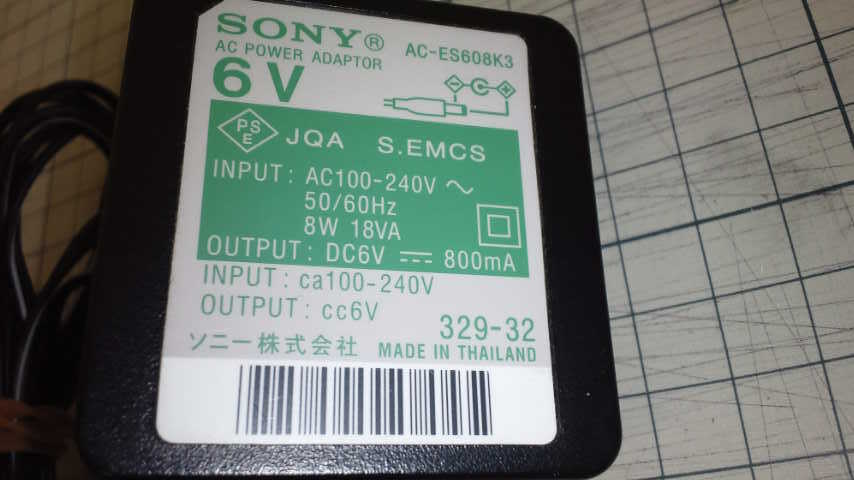 SONY®
AC POWER ADAPTOR AC-ES608K3
6V
PSE JQA S.EMCS
INPUT: AC100-240V ~
50/60Hz
8W 18VA
OUTPUT: DC6V ⎓ 800mA
INPUT: ca100-240V
OUTPUT: cc6V
329-32
ソニー株式会社 MADE IN THAILAND